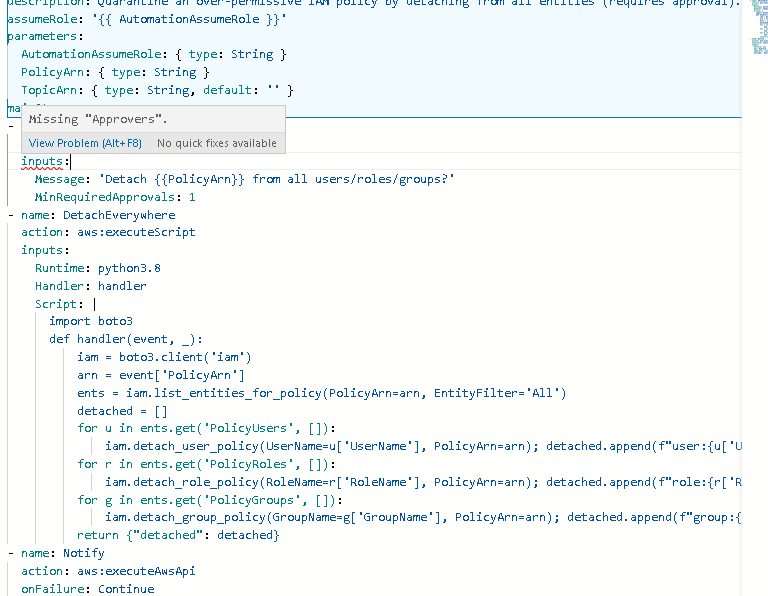 description: Quarantine an over-permissive IAM policy by detaching from all entities (requires approval).
assumeRole: '{{ AutomationAssumeRole }}'
parameters:
  AutomationAssumeRole: { type: String }
  PolicyArn: { type: String }
  TopicArn: { type: String, default: '' }
Missing "Approvers".
View Problem (Alt+F8) No quick fixes available
-
  inputs:
    Message: 'Detach {{PolicyArn}} from all users/roles/groups?'
    MinRequiredApprovals: 1
- name: DetachEverywhere
  action: aws:executeScript
  inputs:
    Runtime: python3.8
    Handler: handler
    Script: |
      import boto3
      def handler(event, _):
          iam = boto3.client('iam')
          arn = event['PolicyArn']
          ents = iam.list_entities_for_policy(PolicyArn=arn, EntityFilter='All')
          detached = []
          for u in ents.get('PolicyUsers', []):
              iam.detach_user_policy(UserName=u['UserName'], PolicyArn=arn); detached.append(f"user:{u['U
          for r in ents.get('PolicyRoles', []):
              iam.detach_role_policy(RoleName=r['RoleName'], PolicyArn=arn); detached.append(f"role:{r['R
          for g in ents.get('PolicyGroups', []):
              iam.detach_group_policy(GroupName=g['GroupName'], PolicyArn=arn); detached.append(f"group:{
          return {"detached": detached}
- name: Notify
  action: aws:executeAwsApi
  onFailure: Continue